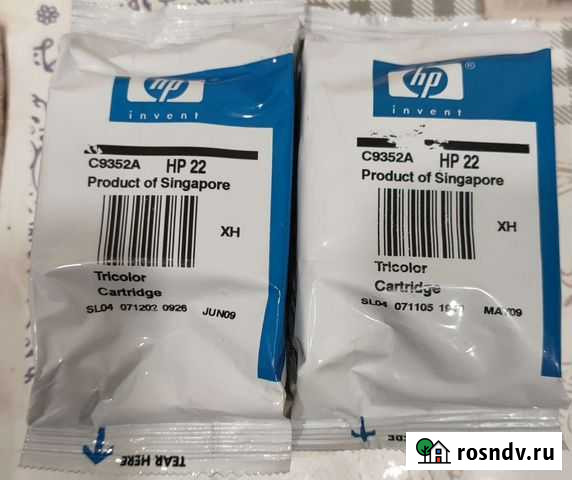 hp
invent
C9352A HP 22
Product of Singapore
XH
Tricolor
Cartridge
SL04 071202 0926 JUN09
TEAR HERE
hp
invent
C9352A HP 22
Product of Singapore
XH
Tricolor
Cartridge
SL04 071105
rosndv.ru